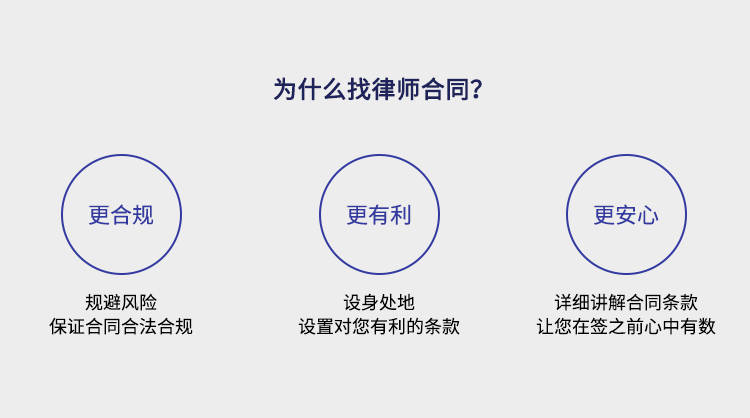 为什么找律师合同？
更合规
更有利
更安心
规避风险
保证合同合法合规
设身处地
设置对您有利的条款
详细讲解合同条款
让您在签之前心中有数